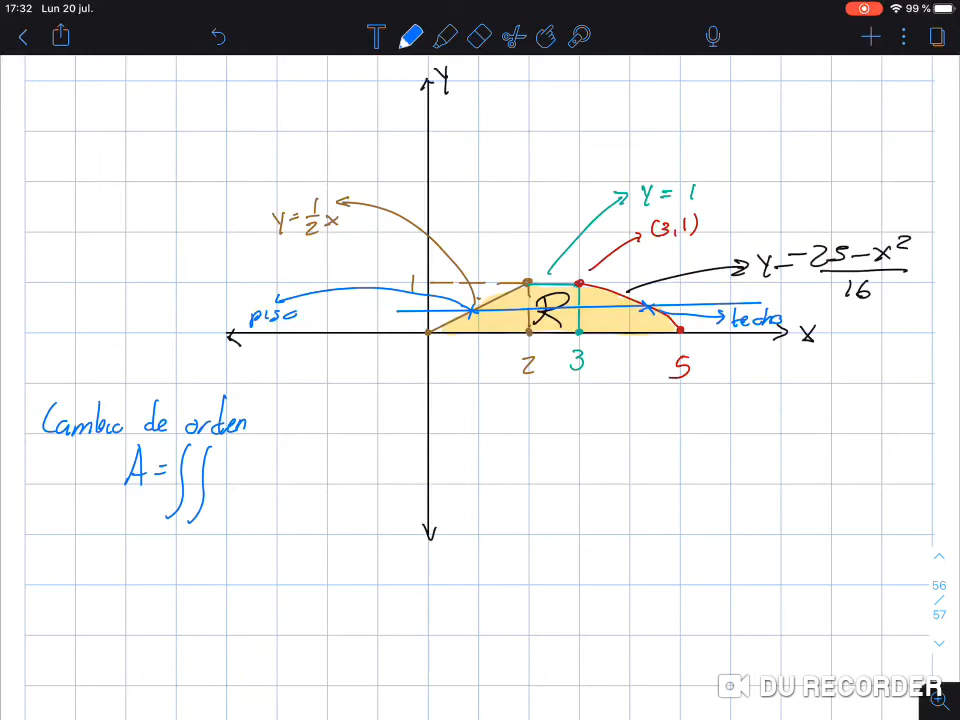 17:32 Lun 20 jul. 99 %
T
Y
y = 1
(3,1)
y = 1/2 x
1
R
y = -25 - x² / 16
piso
techo
X
2
3
5
Cambio de orden
A = ∫∫
56
/
57
DU RECORDER